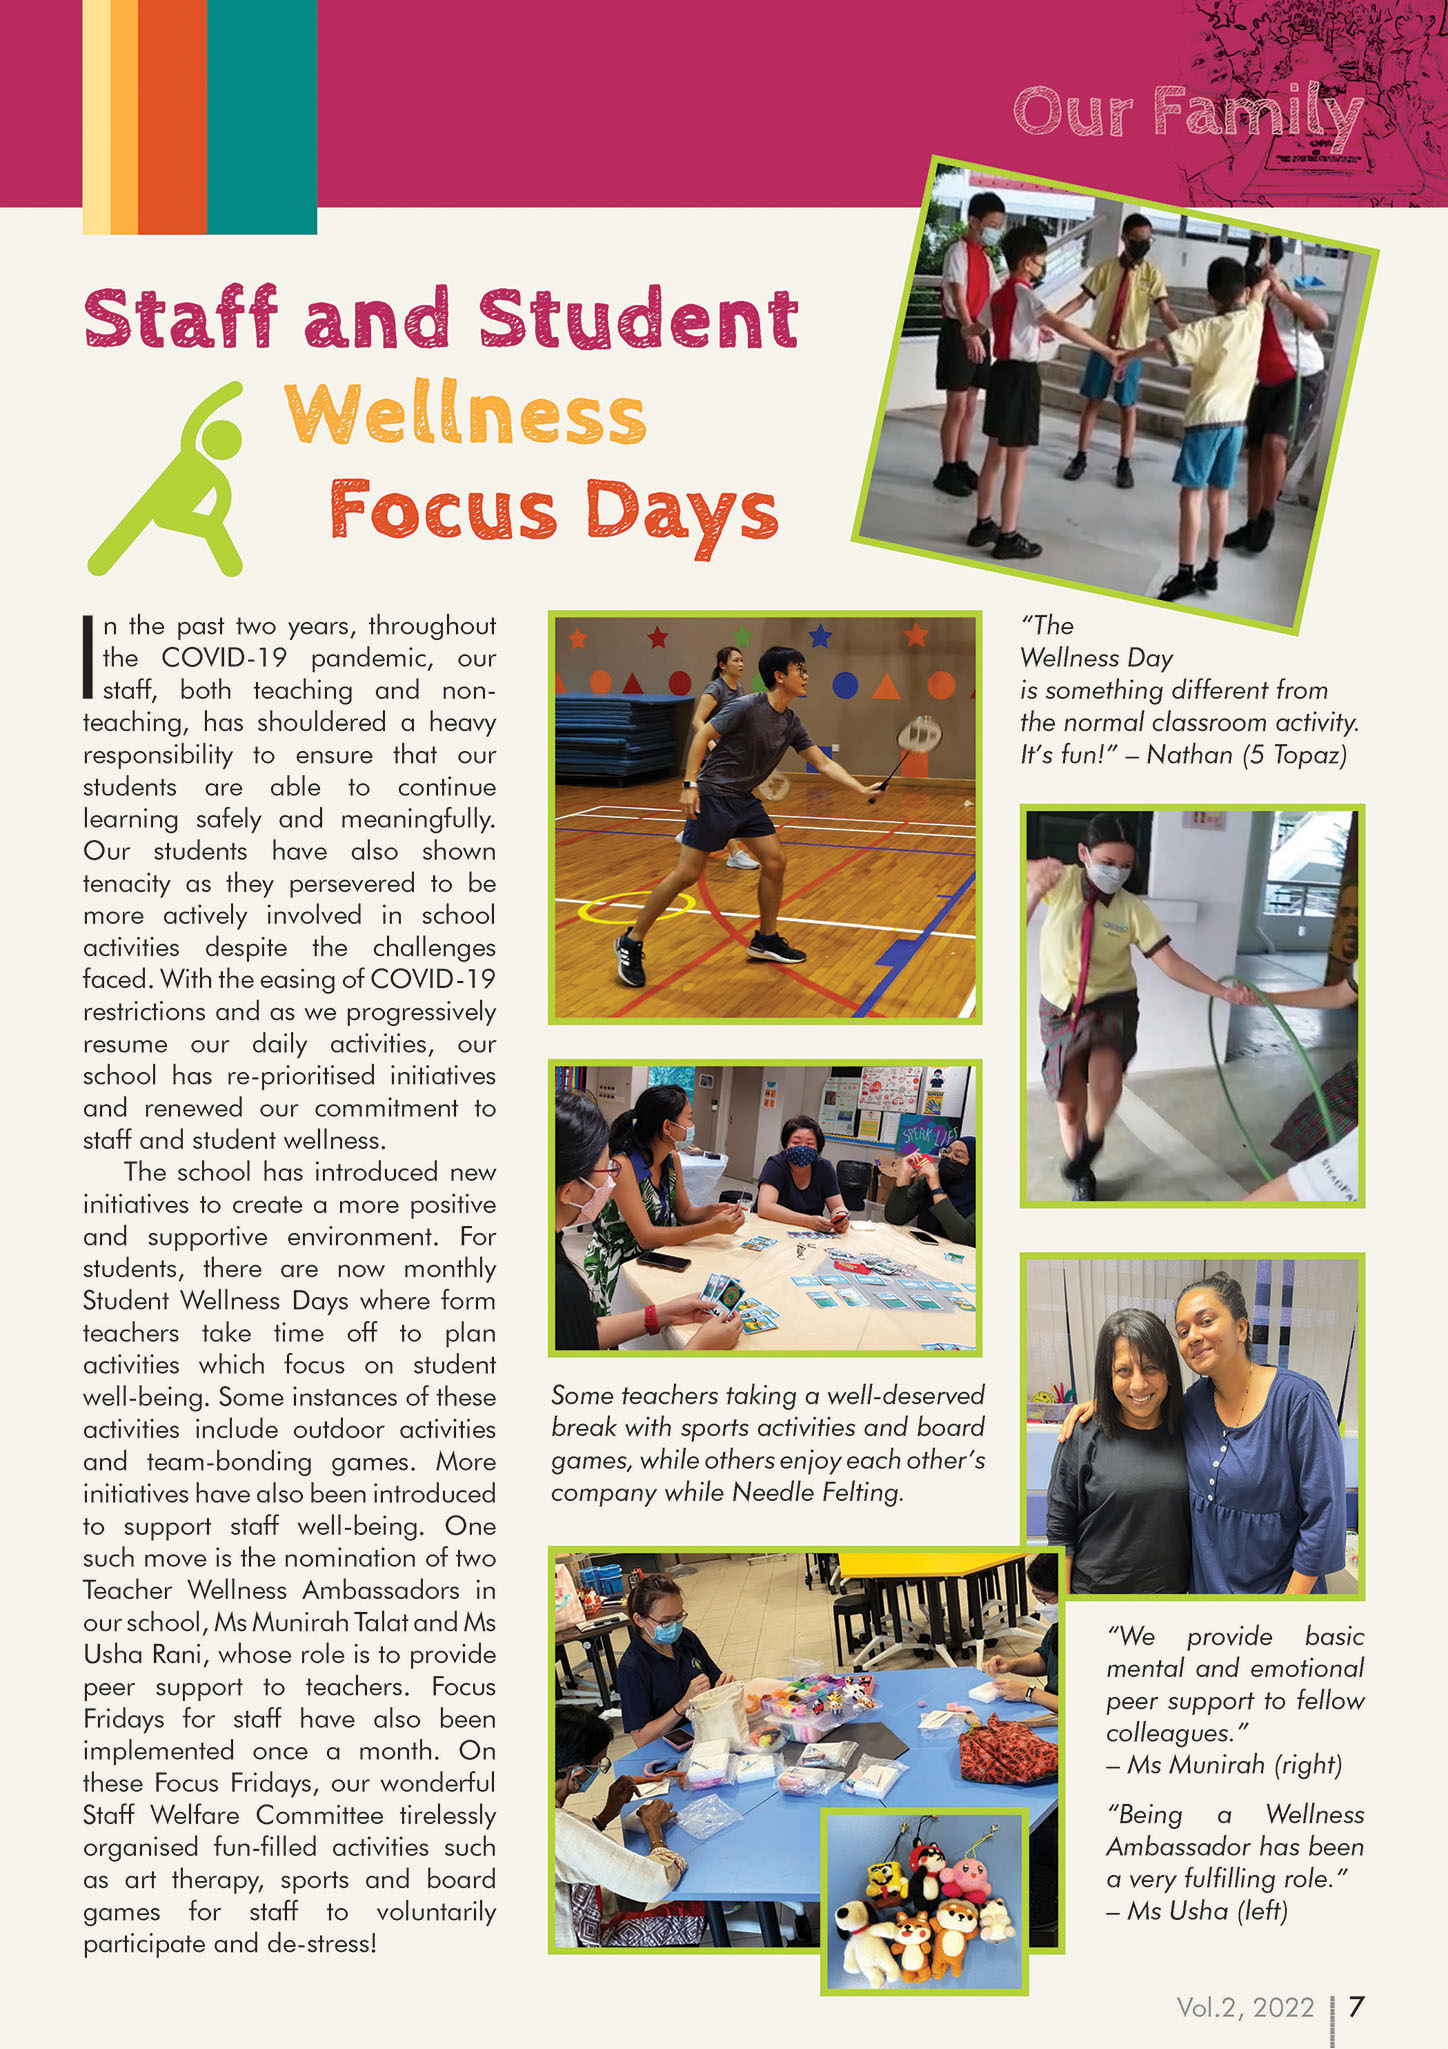 Our Family
Staff and Student
Wellness
Focus Days
In the past two years, throughout
the COVID-19 pandemic, our
staff, both teaching and non-
teaching, has shouldered a heavy
responsibility to ensure that our
students are able to continue
learning safely and meaningfully.
Our students have also shown
tenacity as they persevered to be
more actively involved in school
activities despite the challenges
faced. With the easing of COVID-19
restrictions and as we progressively
resume our daily activities, our
school has re-prioritised initiatives
and renewed our commitment to
staff and student wellness.
The school has introduced new
initiatives to create a more positive
and supportive environment. For
students, there are now monthly
Student Wellness Days where form
teachers take time off to plan
activities which focus on student
well-being. Some instances of these
activities include outdoor activities
and team-bonding games. More
initiatives have also been introduced
to support staff well-being. One
such move is the nomination of two
Teacher Wellness Ambassadors in
our school, Ms Munirah Talat and Ms
Usha Rani, whose role is to provide
peer support to teachers. Focus
Fridays for staff have also been
implemented once a month. On
these Focus Fridays, our wonderful
Staff Welfare Committee tirelessly
organised fun-filled activities such
as art therapy, sports and board
games for staff to voluntarily
participate and de-stress!
SPEAK LIFE
Some teachers taking a well-deserved
break with sports activities and board
games, while others enjoy each other's
company while Needle Felting.
“The
Wellness Day
is something different from
the normal classroom activity.
It's fun!” – Nathan (5 Topaz)
“We provide basic
mental and emotional
peer support to fellow
colleagues.”
– Ms Munirah (right)
“Being a Wellness
Ambassador has been
a very fulfilling role.”
– Ms Usha (left)
Vol.2, 2022
7